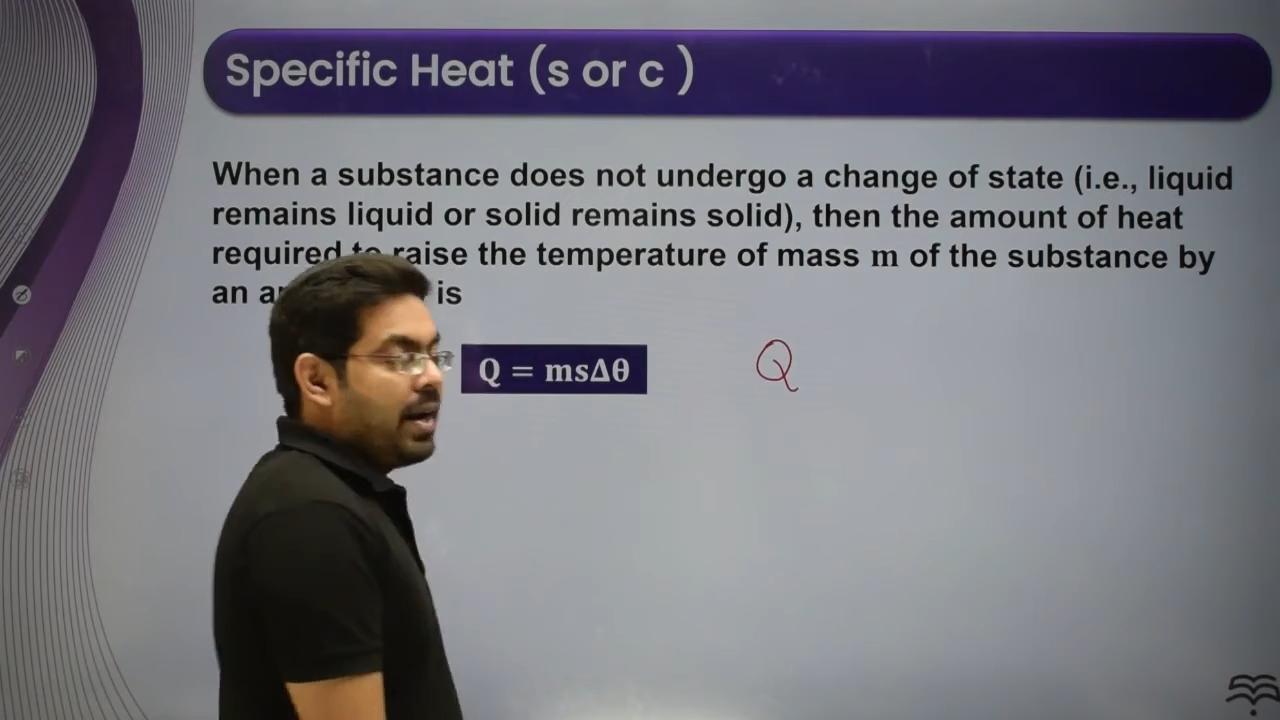 Specific Heat (s or c )
When a substance does not undergo a change of state (i.e., liquid
remains liquid or solid remains solid), then the amount of heat
required to raise the temperature of mass m of the substance by
an is
Q = msΔθ
Q